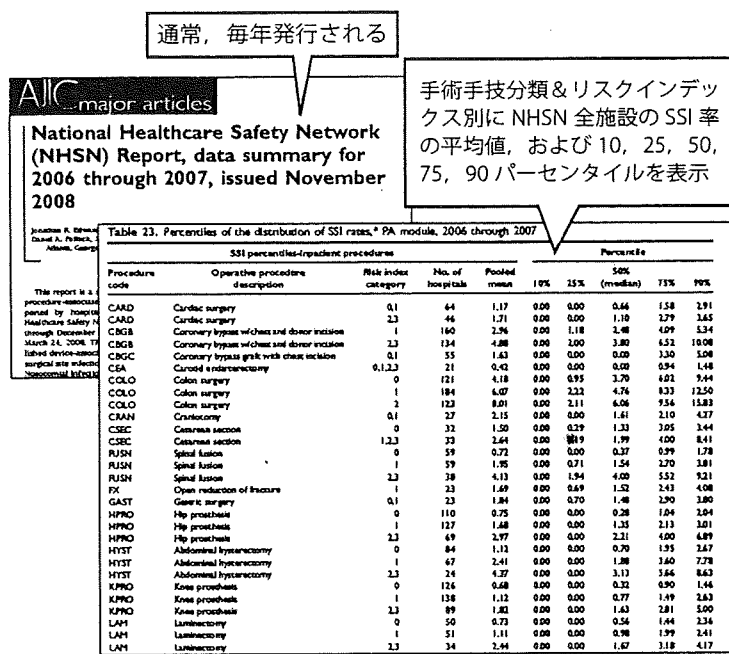 通常，毎年発行される
手術手技分類＆リスクインデッ
クス別に NHSN 全施設の SSI 率
の平均値，および 10，25，50，
75，90 パーセンタイルを表示
AJIC major articles
National Healthcare Safety Network
(NHSN) Report, data summary for
2006 through 2007, issued November
2008
Jonathan R.
Daniel A. Pollock,
Atlanta,
This report is a
procedure-associate
ported by hospita
Healthcare Safety N
through December
March 24, 2008. T
lished device-assoc
surgical site infectio
Nosocomial Infectio
Table 23. Percentiles of the distribution of SSI rates,* PA module, 2006 through 2007
SSI percentiles-inpatient procedures Percentile
Procedure code Operative procedure description Risk index category No. of hospitals Pooled mean 10% 25% 50% (median) 75% 90%
CARD Cardiac surgery 0,1 64 1.17 0.00 0.00 0.66 1.58 2.91
CARD Cardiac surgery 2,3 46 1.71 0.00 0.00 1.10 2.79 3.65
CBGB Coronary bypass w/chest and donor incision 1 160 2.96 0.00 1.18 2.48 4.09 5.34
CBGB Coronary bypass w/chest and donor incision 2,3 134 4.88 0.00 2.00 3.80 6.52 10.08
CBGC Coronary bypass graft with chest incision 0,1 55 1.63 0.00 0.00 0.00 3.30 5.08
CEA Carotid endarterectomy 0,1,2,3 21 0.42 0.00 0.00 0.00 0.94 1.48
COLO Colon surgery 0 121 4.18 0.00 0.95 3.70 6.02 9.44
COLO Colon surgery 1 184 6.07 0.00 2.22 4.76 8.33 12.50
COLO Colon surgery 2 123 8.01 0.00 2.11 6.06 9.56 15.83
CRAN Craniotomy 0,1 27 2.15 0.00 0.00 1.61 2.10 4.27
CSEC Cesarean section 0 32 1.50 0.00 0.29 1.33 3.05 3.44
CSEC Cesarean section 1,2,3 33 2.64 0.00 1.99 4.00 8.41
FUSN Spinal fusion 0 59 0.72 0.00 0.00 0.37 0.99 1.78
FUSN Spinal fusion 1 59 1.95 0.00 0.71 1.54 2.70 3.81
FUSN Spinal fusion 2,3 38 4.13 0.00 1.94 4.00 5.52 9.21
FX Open reduction of fracture 1 23 1.69 0.00 0.69 1.52 2.43 4.08
GAST Gastric surgery 0,1 23 1.84 0.00 0.70 1.48 2.90 3.80
HPRO Hip prosthesis 0 110 0.75 0.00 0.00 0.28 1.04 2.04
HPRO Hip prosthesis 1 127 1.68 0.00 0.00 1.35 2.13 3.01
HPRO Hip prosthesis 2,3 69 2.97 0.00 0.00 2.21 4.00 6.89
HYST Abdominal hysterectomy 0 84 1.12 0.00 0.00 0.70 1.95 2.67
HYST Abdominal hysterectomy 1 67 2.41 0.00 0.00 1.88 3.60 7.78
HYST Abdominal hysterectomy 2,3 24 4.27 0.00 0.00 3.13 5.66 8.63
KPRO Knee prosthesis 0 126 0.68 0.00 0.00 0.32 0.90 1.46
KPRO Knee prosthesis 1 138 1.12 0.00 0.00 0.77 1.49 2.63
KPRO Knee prosthesis 2,3 89 1.82 0.00 0.00 1.63 2.81 5.00
LAM Laminectomy 0 50 0.73 0.00 0.00 0.56 1.44 2.36
LAM Laminectomy 1 51 1.11 0.00 0.00 0.98 1.99 2.41
LAM Laminectomy 2,3 34 2.44 0.00 0.00 1.67 3.18 4.17